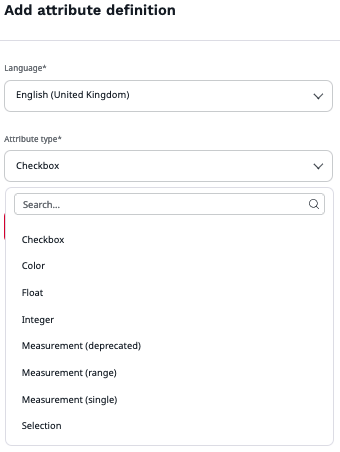 Add attribute definition
Language*
English (United Kingdom)
Attribute type*
Checkbox
Search...
Checkbox
Color
Float
Integer
Measurement (deprecated)
Measurement (range)
Measurement (single)
Selection